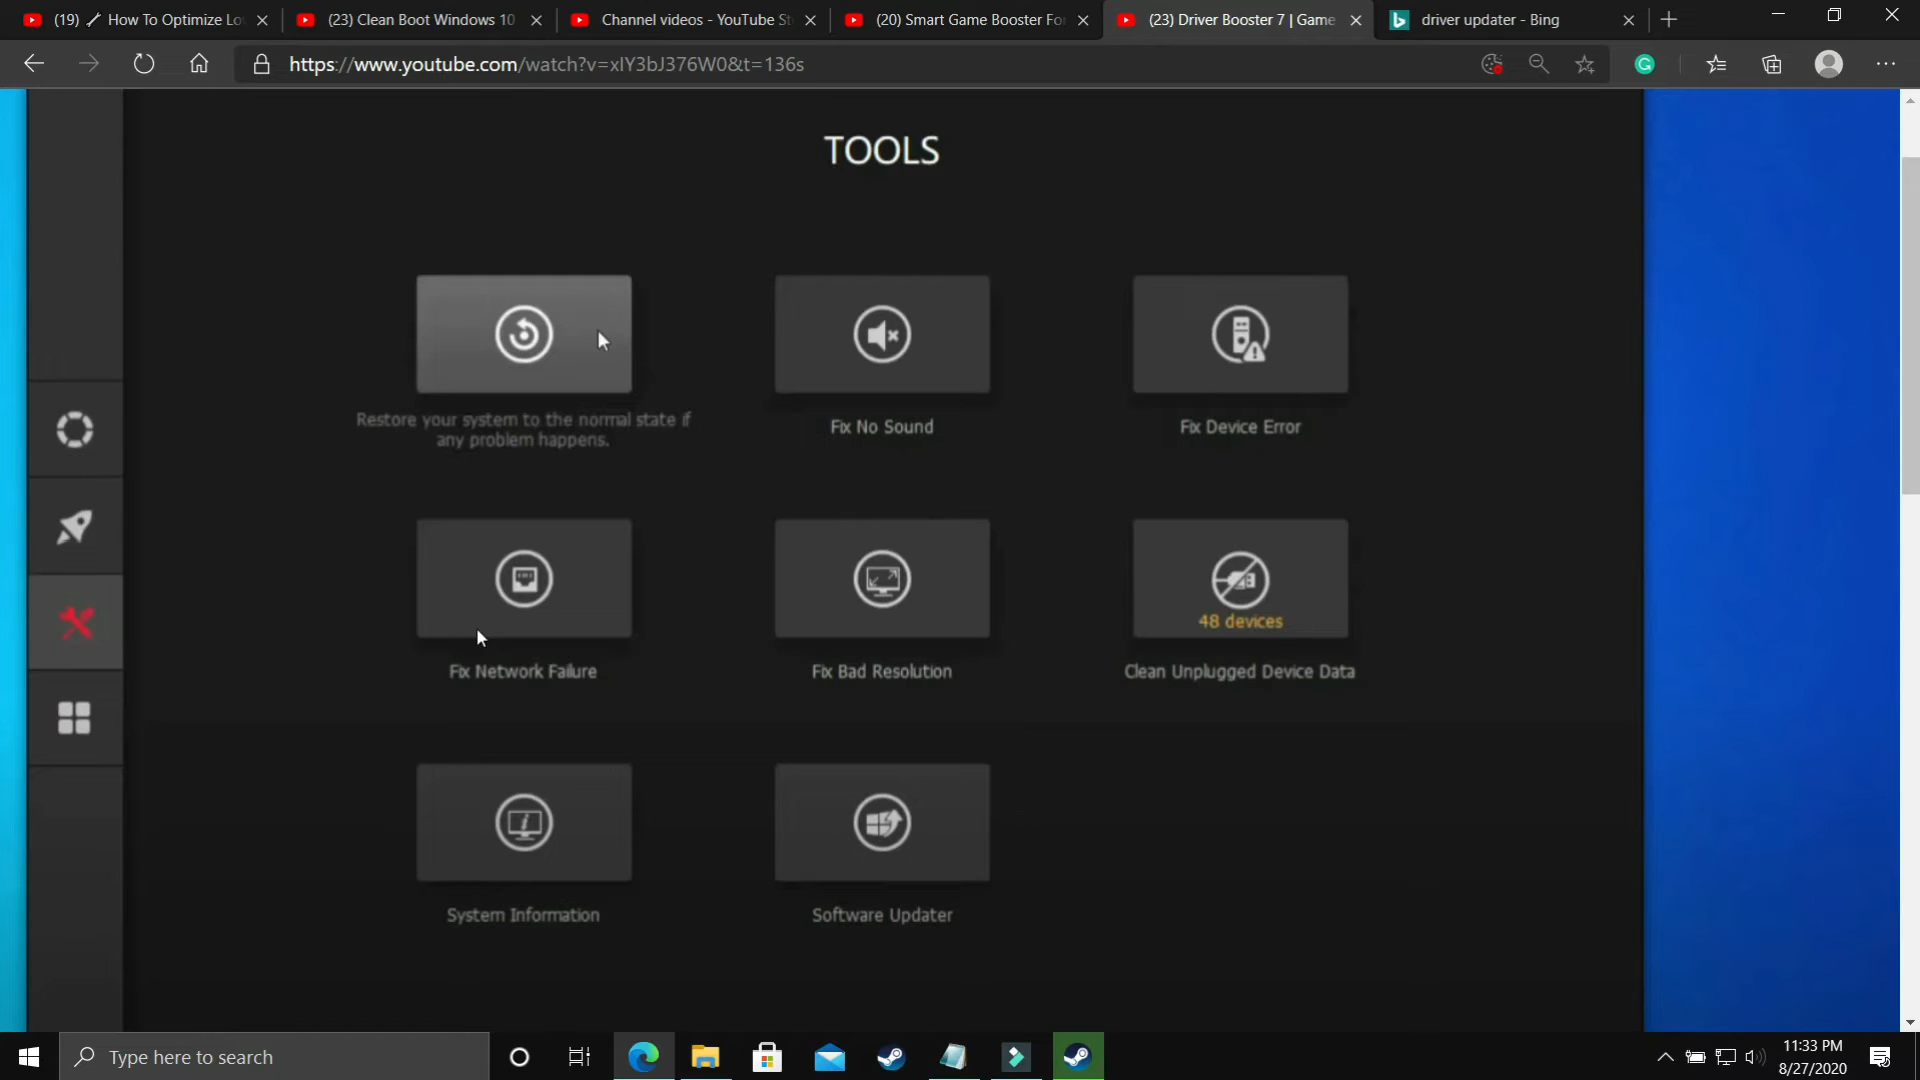 (19) 🔧 How To Optimize Lo
(23) Clean Boot Windows 10
Channel videos - YouTube St
(20) Smart Game Booster Fo
(23) Driver Booster 7 | Game
driver updater - Bing
https://www.youtube.com/watch?v=xIY3bJ376W0&t=136s
TOOLS
Restore your system to the normal state if
any problem happens.
Fix No Sound
Fix Device Error
48 devices
Fix Network Failure
Fix Bad Resolution
Clean Unplugged Device Data
System Information
Software Updater
Type here to search
11:33 PM
8/27/2020